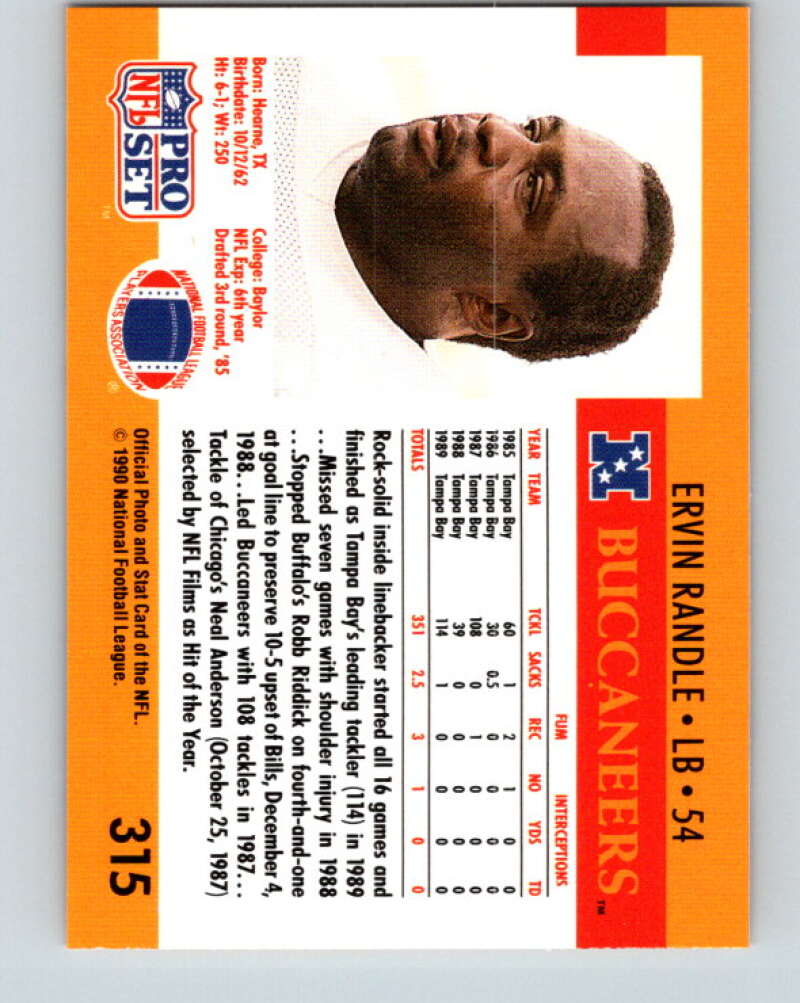 ERVIN RANDLE • LB • 54
BUCCANEERS™
Born: Hearne, TX
Birthdate: 10/12/62
Ht: 6-1; Wt: 250
College: Baylor
NFL Exp: 6th year
Drafted 3rd round, '85
FUM INTERCEPTIONS
YEAR TEAM TCKL SACKS REC NO YDS TD
1985 Tampa Bay 60 1 2 1 0 0
1986 Tampa Bay 30 0.5 0 0 0 0
1987 Tampa Bay 108 0 1 0 0 0
1988 Tampa Bay 39 0 0 0 0 0
1989 Tampa Bay 114 1 0 0 0 0
TOTALS 351 2.5 3 1 0 0
Rock-solid inside linebacker started all 16 games and
finished as Tampa Bay's leading tackler (114) in 1989
...Missed seven games with shoulder injury in 1988
...Stopped Buffalo's Robb Riddick on fourth-and-one
at goal line to preserve 10-5 upset of Bills, December 4,
1988...Led Buccaneers with 108 tackles in 1987...
Tackle of Chicago's Neal Anderson (October 25, 1987)
selected by NFL Films as Hit of the Year.
NFL
PRO
SET
TM
NATIONAL FOOTBALL LEAGUE
PLAYERS ASSOCIATION
®
Official Photo and Stat Card of the NFL.
© 1990 National Football League.
315